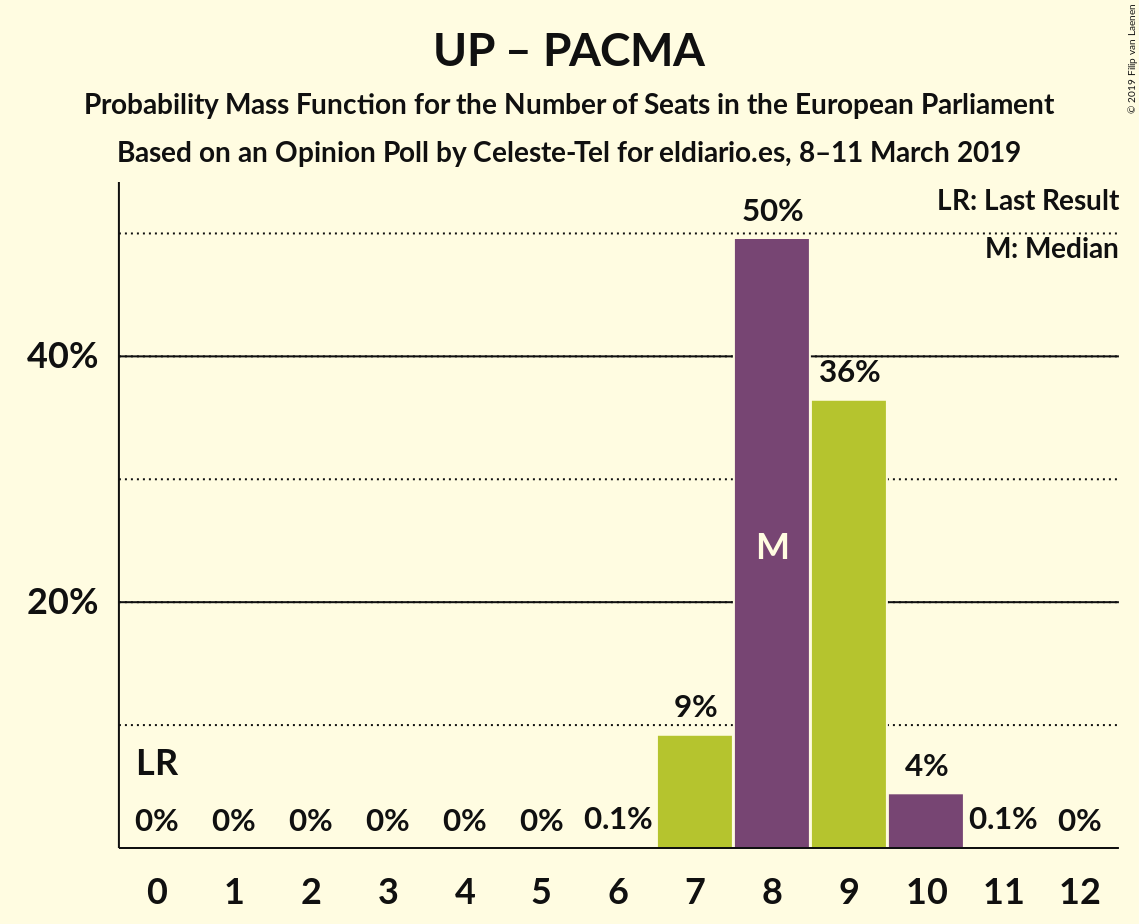 UP – PACMA
Probability Mass Function for the Number of Seats in the European Parliament
Based on an Opinion Poll by Celeste-Tel for eldiario.es, 8–11 March 2019
© 2019 Filip van Laenen
LR: Last Result
M: Median
50%
40%
36%
M
20%
9%
LR
4%
0% 0% 0% 0% 0% 0% 0.1% 0.1% 0%
0 1 2 3 4 5 6 7 8 9 10 11 12